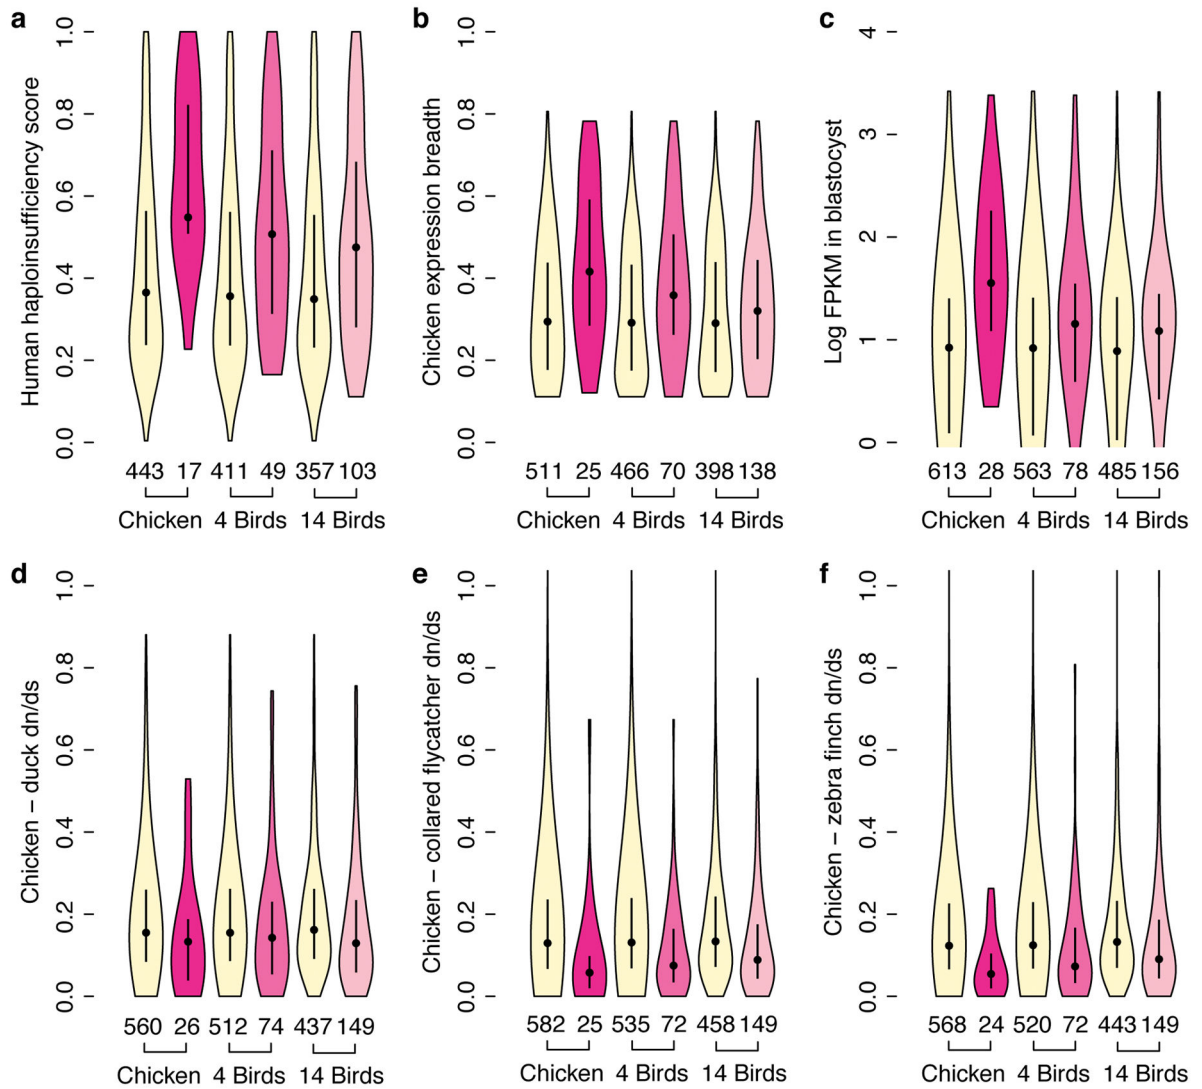 a
Human haploinsufficiency score
0.0 0.2 0.4 0.6 0.8 1.0
443 17 411 49 357 103
Chicken 4 Birds 14 Birds
b
Chicken expression breadth
0.0 0.2 0.4 0.6 0.8 1.0
511 25 466 70 398 138
Chicken 4 Birds 14 Birds
c
Log FPKM in blastocyst
0 1 2 3 4
613 28 563 78 485 156
Chicken 4 Birds 14 Birds
d
Chicken – duck dn/ds
0.0 0.2 0.4 0.6 0.8 1.0
560 26 512 74 437 149
Chicken 4 Birds 14 Birds
e
Chicken – collared flycatcher dn/ds
0.0 0.2 0.4 0.6 0.8 1.0
582 25 535 72 458 149
Chicken 4 Birds 14 Birds
f
Chicken – zebra finch dn/ds
0.0 0.2 0.4 0.6 0.8 1.0
568 24 520 72 443 149
Chicken 4 Birds 14 Birds